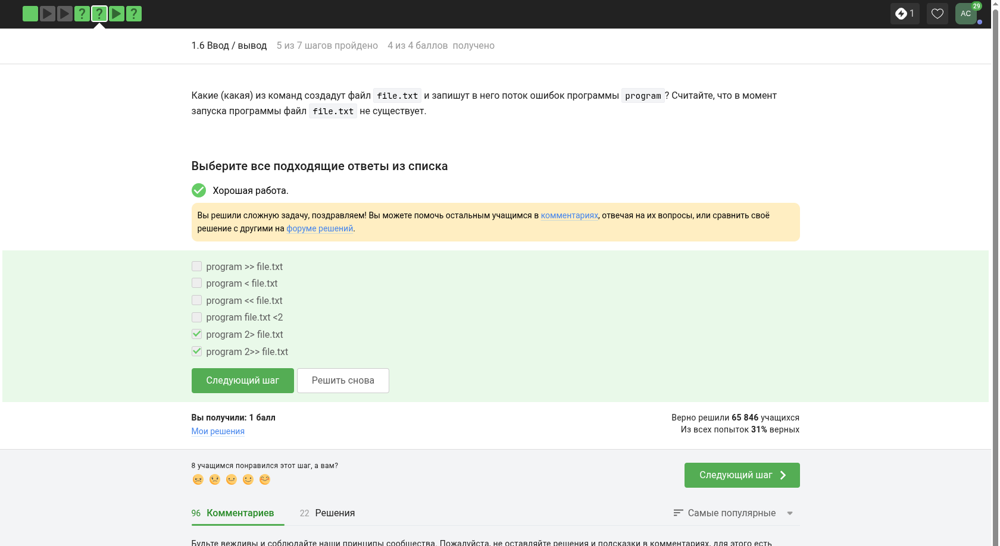 ? ? ?
1 АС 29
1.6 Ввод / вывод 5 из 7 шагов пройдено 4 из 4 баллов получено
Какие (какая) из команд создадут файл file.txt и запишут в него поток ошибок программы program? Считайте, что в момент
запуска программы файл file.txt не существует.
Выберите все подходящие ответы из списка
Хорошая работа.
Вы решили сложную задачу, поздравляем! Вы можете помочь остальным учащимся в комментариях, отвечая на их вопросы, или сравнить своё
решение с другими на форуме решений.
program >> file.txt
program < file.txt
program << file.txt
program file.txt <2
program 2> file.txt
program 2>> file.txt
Следующий шаг Решить снова
Вы получили: 1 балл
Мои решения
Верно решили 65 846 учащихся
Из всех попыток 31% верных
8 учащимся понравился этот шаг, а вам?
Следующий шаг
96 Комментариев 22 Решения Самые популярные
Будьте вежливы и соблюдайте наши принципы сообщества. Пожалуйста, не оставляйте решения и подсказки в комментариях, для этого есть